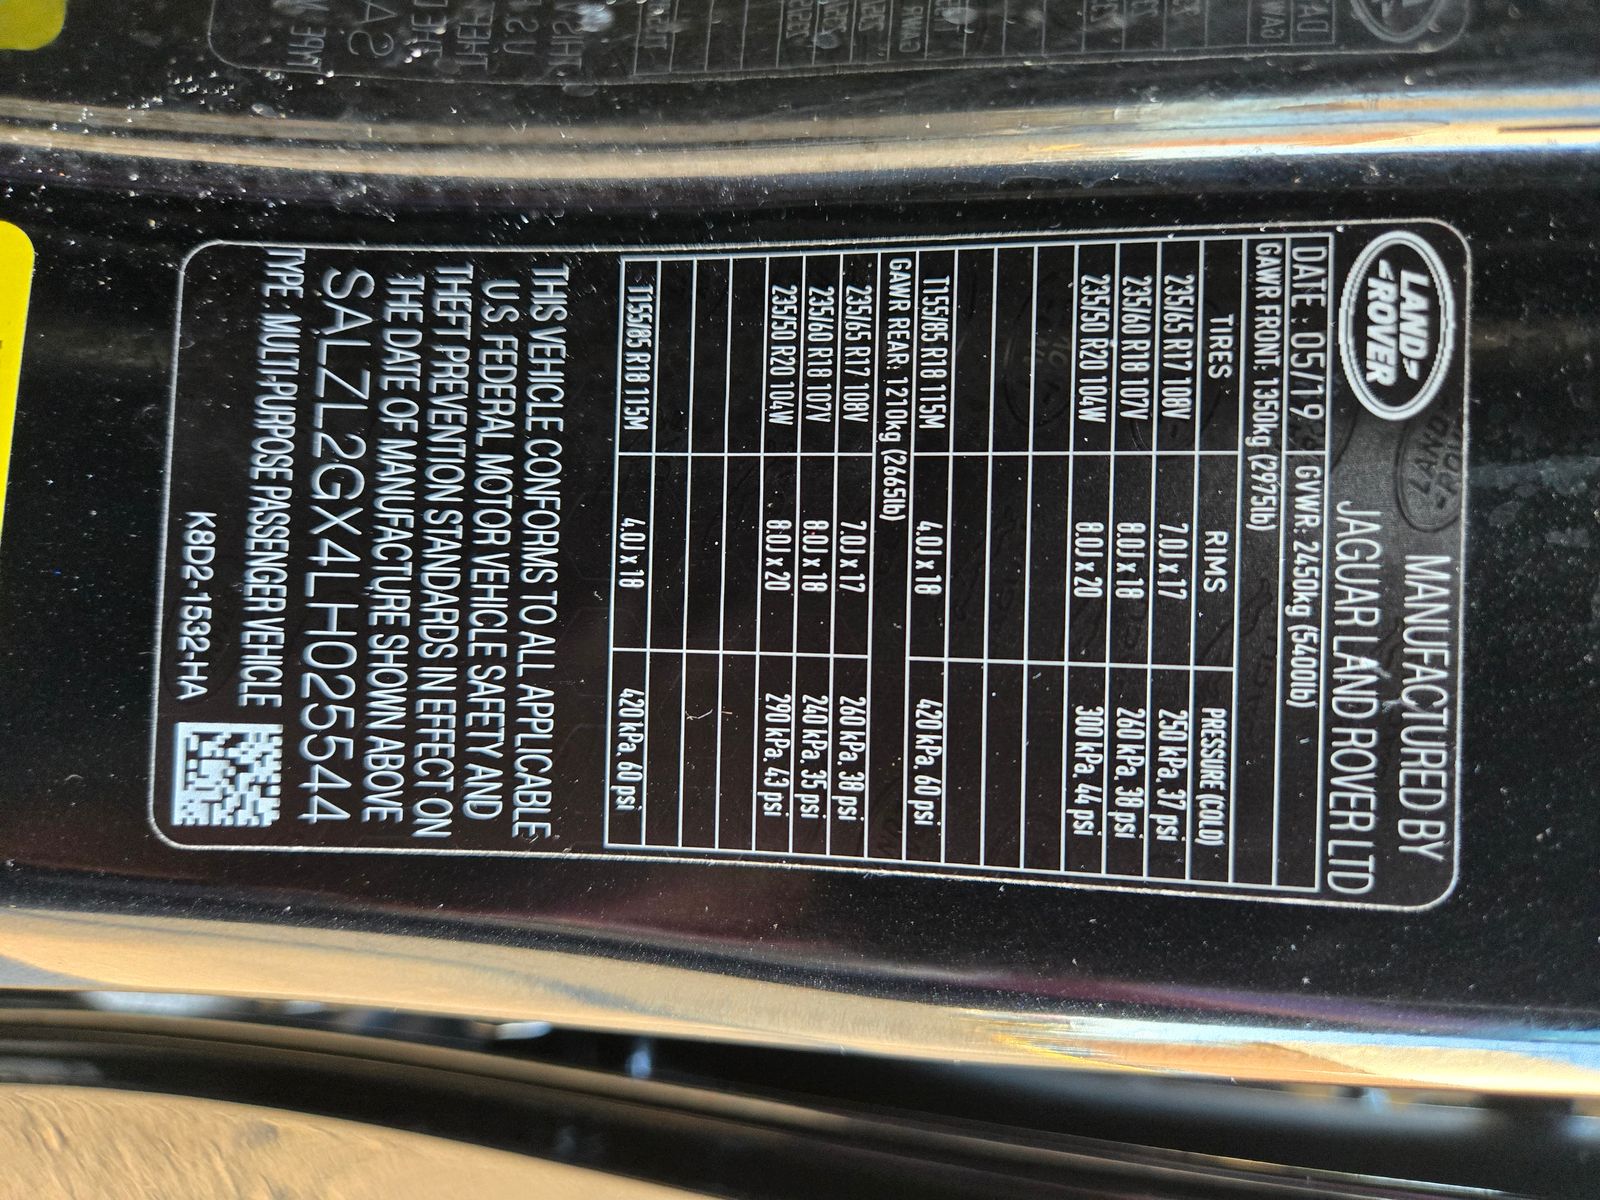 LAND-
-ROVER
MANUFACTURED BY
JAGUAR LAND ROVER LTD
DATE : 05/19 GVWR: 2450kg (5400lb)
GAWR FRONT: 1350kg (2975lb)
TIRES RIMS PRESSURE (COLD)
235/65 R17 108V 7.0J x 17 250 kPa, 37 psi
235/60 R18 107V 8.0J x 18 260 kPa, 38 psi
235/50 R20 104W 8.0J x 20 300 kPa, 44 psi
T155/85 R18 115M 4.0J x 18 420 kPa, 60 psi
GAWR REAR: 1210kg (2665lb)
235/65 R17 108V 7.0J x 17 260 kPa, 38 psi
235/60 R18 107V 8.0J x 18 240 kPa, 35 psi
235/50 R20 104W 8.0J x 20 290 kPa, 43 psi
T155/85 R18 115M 4.0J x 18 420 kPa, 60 psi
THIS VEHICLE CONFORMS TO ALL APPLICABLE
U.S. FEDERAL MOTOR VEHICLE SAFETY AND
THEFT PREVENTION STANDARDS IN EFFECT ON
THE DATE OF MANUFACTURE SHOWN ABOVE
SALZL2GX4LH025544
TYPE : MULTI-PURPOSE PASSENGER VEHICLE
K8D2-1532-HA